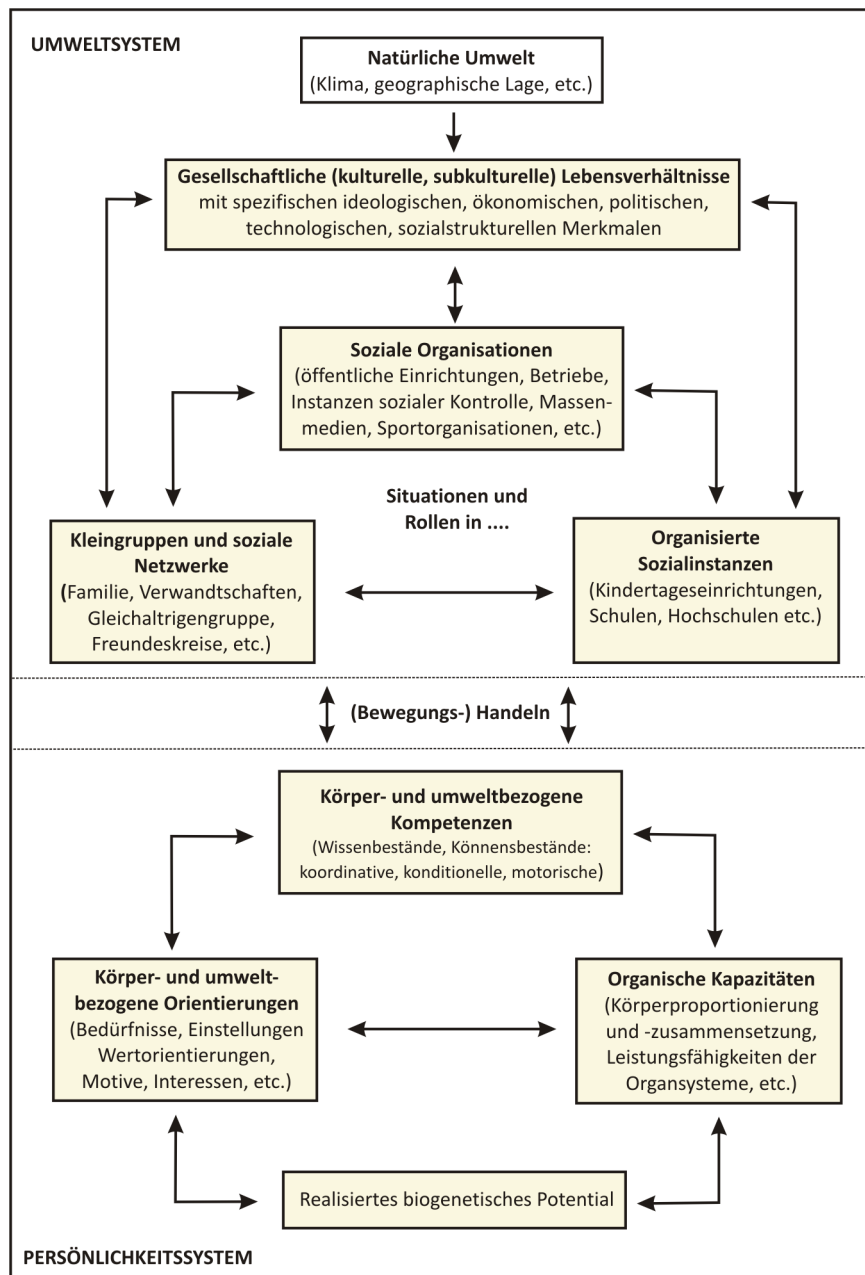 UMWELTSYSTEM
Natürliche Umwelt
(Klima, geographische Lage, etc.)
Gesellschaftliche (kulturelle, subkulturelle) Lebensverhältnisse
mit spezifischen ideologischen, ökonomischen, politischen,
technologischen, sozialstrukturellen Merkmalen
Soziale Organisationen
(öffentliche Einrichtungen, Betriebe,
Instanzen sozialer Kontrolle, Massen-
medien, Sportorganisationen, etc.)
Situationen und
Rollen in ....
Kleingruppen und soziale
Netzwerke
(Familie, Verwandtschaften,
Gleichaltrigengruppe,
Freundeskreise, etc.)
Organisierte
Sozialinstanzen
(Kindertageseinrichtungen,
Schulen, Hochschulen etc.)
(Bewegungs-) Handeln
Körper- und umweltbezogene
Kompetenzen
(Wissenbestände, Könnensbestände:
koordinative, konditionelle, motorische)
Körper- und umwelt-
bezogene Orientierungen
(Bedürfnisse, Einstellungen
Wertorientierungen,
Motive, Interessen, etc.)
Organische Kapazitäten
(Körperproportionierung
und -zusammensetzung,
Leistungsfähigkeiten der
Organsysteme, etc.)
Realisiertes biogenetisches Potential
PERSÖNLICHKEITSSYSTEM